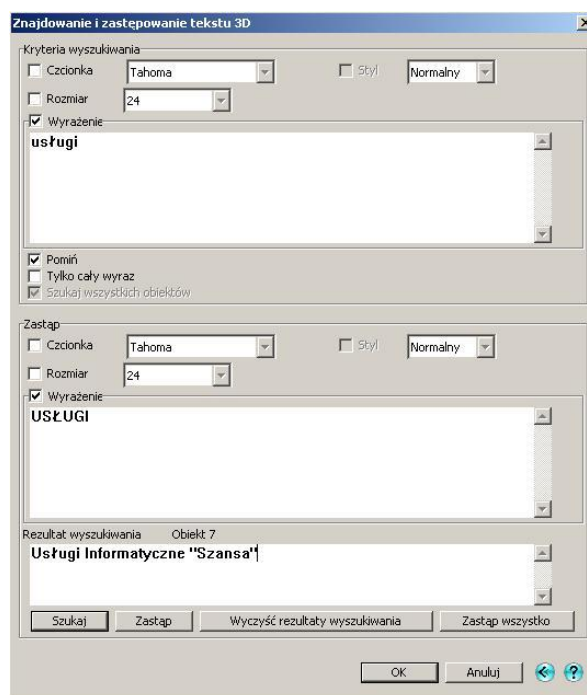 Znajdowanie i zastępowanie tekstu 3D
Kryteria wyszukiwania
Czcionka Tahoma Styl Normalny
Rozmiar 24
Wyrażenie
usługi
Pomiń
Tylko cały wyraz
Szukaj wszystkich obiektów
Zastąp
Czcionka Tahoma Styl Normalny
Rozmiar 24
Wyrażenie
USŁUGI
Rezultat wyszukiwania Obiekt 7
Usługi Informatyczne "Szansa"
Szukaj Zastąp Wyczyść rezultaty wyszukiwania Zastąp wszystko
OK Anuluj ?